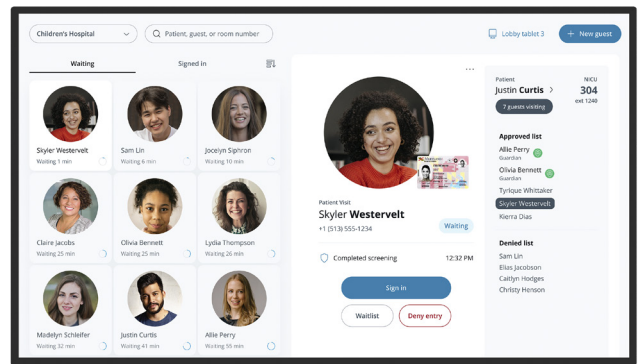 Children's Hospital
Patient, guest, or room number
Lobby tablet 3
+ New guest
Waiting
Signed in
Skyler Westervelt
Waiting 1 min
Sam Lin
Waiting 6 min
Jocelyn Siphron
Waiting 10 min
Claire Jacobs
Waiting 25 min
Olivia Bennett
Waiting 25 min
Lydia Thompson
Waiting 26 min
Madelyn Schleifer
Waiting 32 min
Justin Curtis
Waiting 41 min
Allie Perry
Waiting 55 min
Patient Visit
Skyler Westervelt
+1 (513) 555-1234
Waiting
Completed screening
12:32 PM
Sign in
Waitlist
Deny entry
Patient
Justin Curtis
7 guests visiting
NICU
304
ext 1240
Approved list
Allie Perry
Guardian
Olivia Bennett
Guardian
Tyrique Whittaker
Skyler Westervelt
Kierra Dias
Denied list
Sam Lin
Elias Jacobson
Caitlyn Hodges
Christy Henson